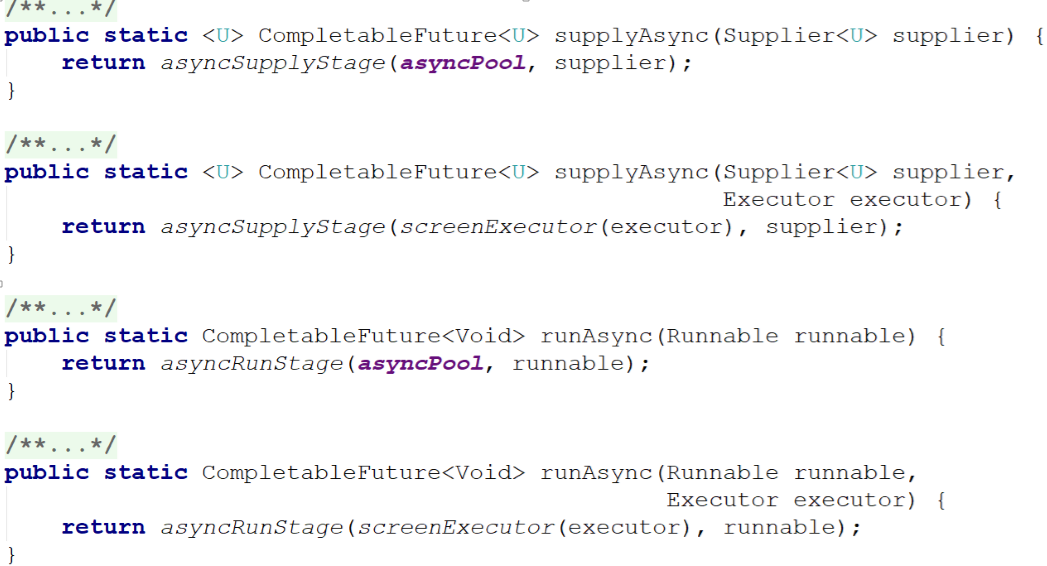 /**...*/
public static <U> CompletableFuture<U> supplyAsync(Supplier<U> supplier) {
    return asyncSupplyStage(asyncPool, supplier);
}
/**...*/
public static <U> CompletableFuture<U> supplyAsync(Supplier<U> supplier,
                                                   Executor executor) {
    return asyncSupplyStage(screenExecutor(executor), supplier);
}
/**...*/
public static CompletableFuture<Void> runAsync(Runnable runnable) {
    return asyncRunStage(asyncPool, runnable);
}
/**...*/
public static CompletableFuture<Void> runAsync(Runnable runnable,
                                               Executor executor) {
    return asyncRunStage(screenExecutor(executor), runnable);
}